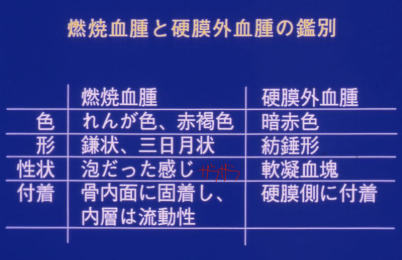 燃焼血腫と硬膜外血腫の鑑別
燃焼血腫 硬膜外血腫
色 れんが色、赤褐色 暗赤色
形 鎌状、三日月状 紡錘形
性状 泡だった感じ 軟凝血塊
付着 骨内面に固着し、 硬膜側に付着
内層は流動性